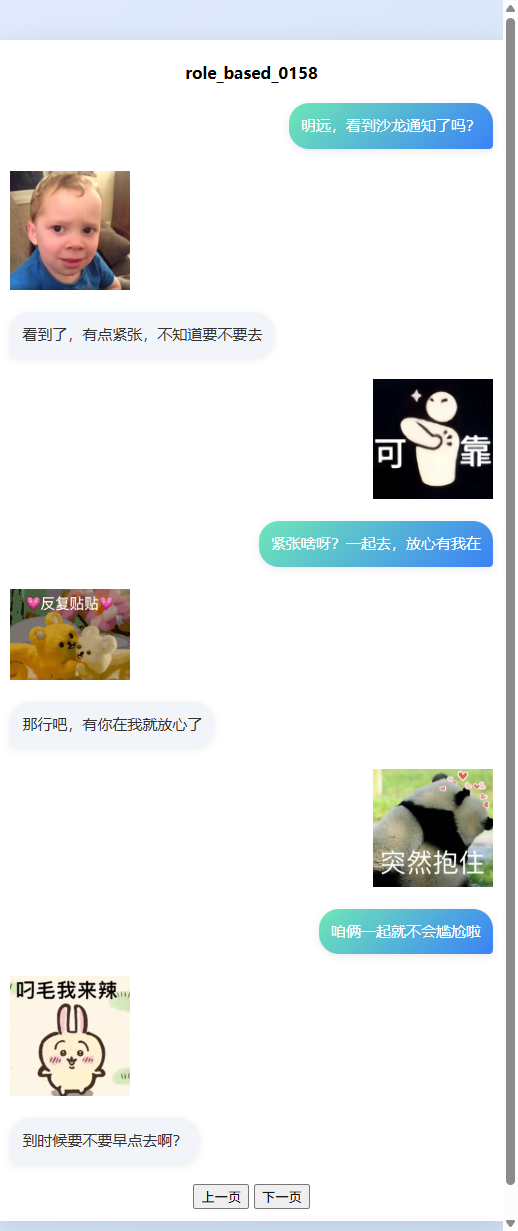 role_based_0158
明远，看到沙龙通知了吗？
看到了，有点紧张，不知道要不要去
可靠
紧张啥呀？一起去，放心有我在
💗反复贴贴💗
那行吧，有你在我就放心了
突然抱住
咱俩一起就不会尴尬啦
叼毛我来辣
到时候要不要早点去啊？
上一页 下一页